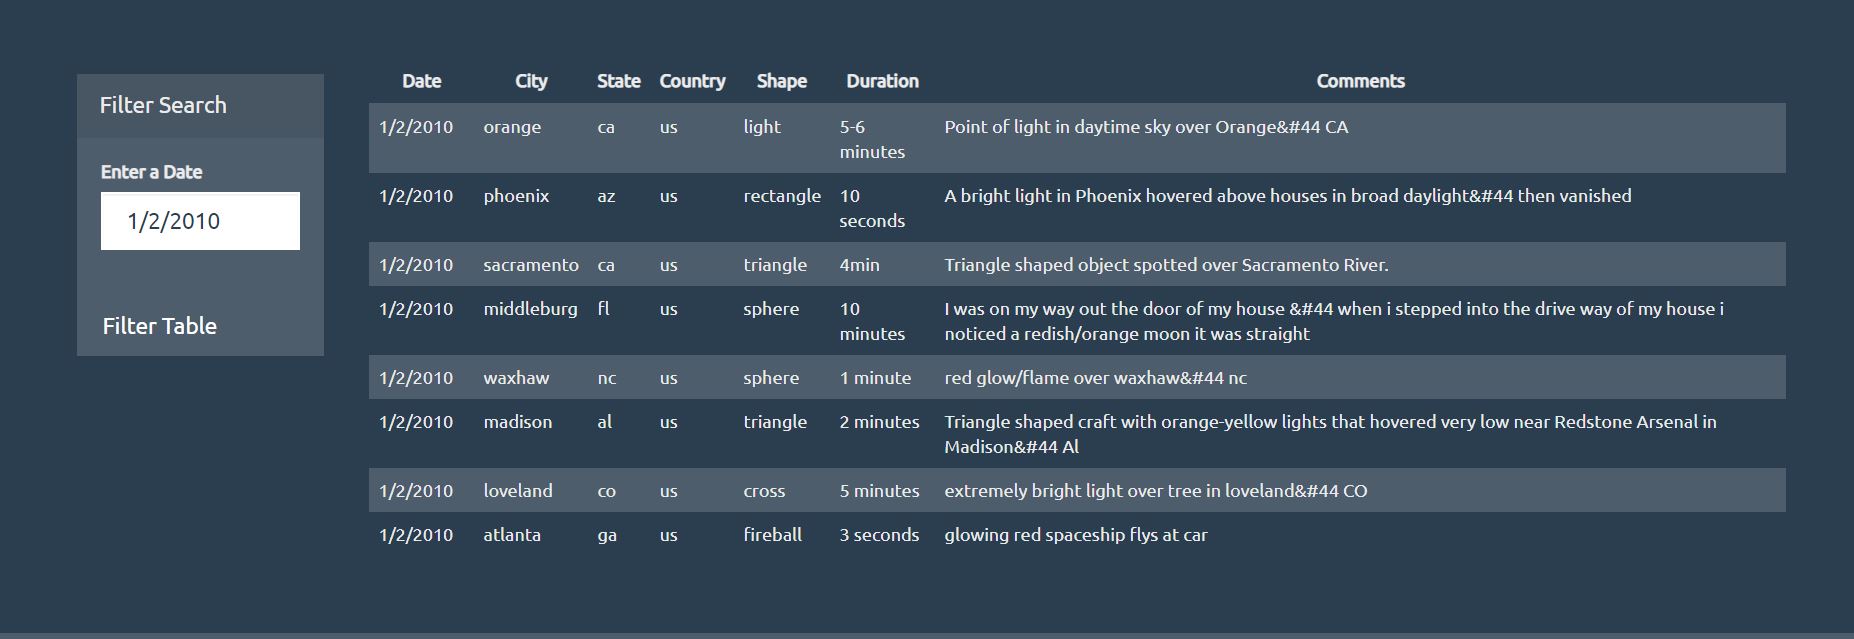 Filter Search
Enter a Date
1/2/2010
Filter Table
Date City State Country Shape Duration Comments
1/2/2010 orange ca us light 5-6 Point of light in daytime sky over Orange&#44 CA
minutes
1/2/2010 phoenix az us rectangle 10 A bright light in Phoenix hovered above houses in broad daylight&#44 then vanished
seconds
1/2/2010 sacramento ca us triangle 4min Triangle shaped object spotted over Sacramento River.
1/2/2010 middleburg fl us sphere 10 I was on my way out the door of my house &#44 when i stepped into the drive way of my house i
minutes noticed a redish/orange moon it was straight
1/2/2010 waxhaw nc us sphere 1 minute red glow/flame over waxhaw&#44 nc
1/2/2010 madison al us triangle 2 minutes Triangle shaped craft with orange-yellow lights that hovered very low near Redstone Arsenal in
Madison&#44 Al
1/2/2010 loveland co us cross 5 minutes extremely bright light over tree in loveland&#44 CO
1/2/2010 atlanta ga us fireball 3 seconds glowing red spaceship flys at car